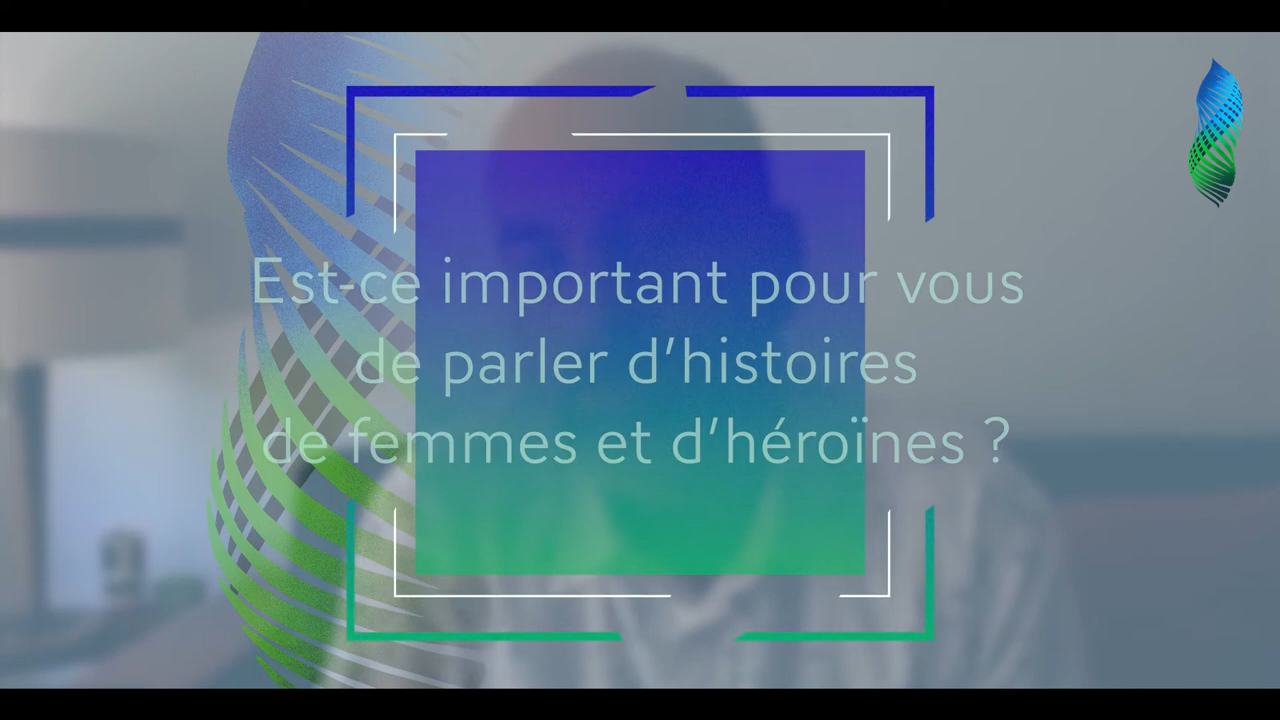 Est-ce important pour vous
de parler d’histoires
de femmes et d’héroïnes ?